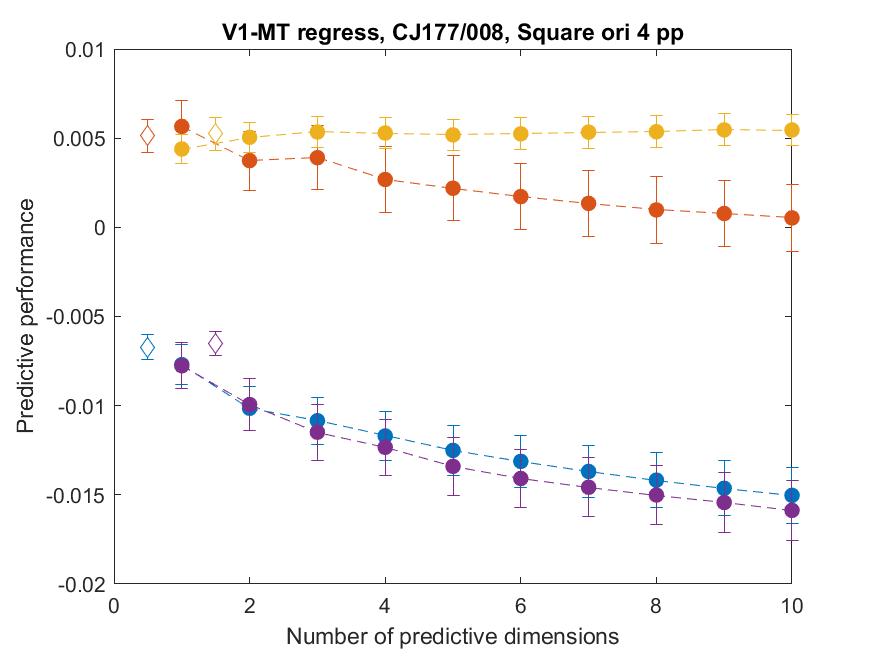 V1-MT regress, CJ177/008, Square ori 4 pp
0.01
0.005
0
-0.005
-0.01
-0.015
-0.02
Predictive performance
0 2 4 6 8 10
Number of predictive dimensions